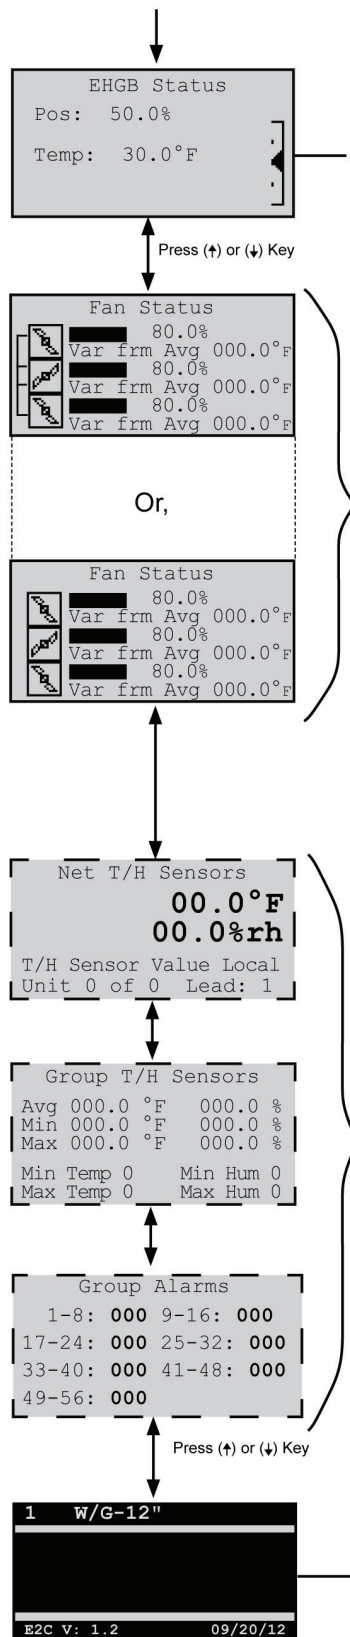 EHGB Status
Pos: 50.0%
Temp: 30.0°F
Press (↑) or (↓) Key
Fan Status
80.0%
Var frm Avg 000.0°F
80.0%
Var frm Avg 000.0°F
80.0%
Var frm Avg 000.0°F
Or,
Fan Status
80.0%
Var frm Avg 000.0°F
80.0%
Var frm Avg 000.0°F
80.0%
Var frm Avg 000.0°F
Net T/H Sensors
00.0°F
00.0%rh
T/H Sensor Value Local
Unit 0 of 0 Lead: 1
Group T/H Sensors
Avg 000.0 °F 000.0 %
Min 000.0 °F 000.0 %
Max 000.0 °F 000.0 %
Min Temp 0 Min Hum 0
Max Temp 0 Max Hum 0
Group Alarms
1-8: 000 9-16: 000
17-24: 000 25-32: 000
33-40: 000 41-48: 000
49-56: 000
Press (↑) or (↓) Key
1 W/G-12"
E2C V: 1.2 09/20/12